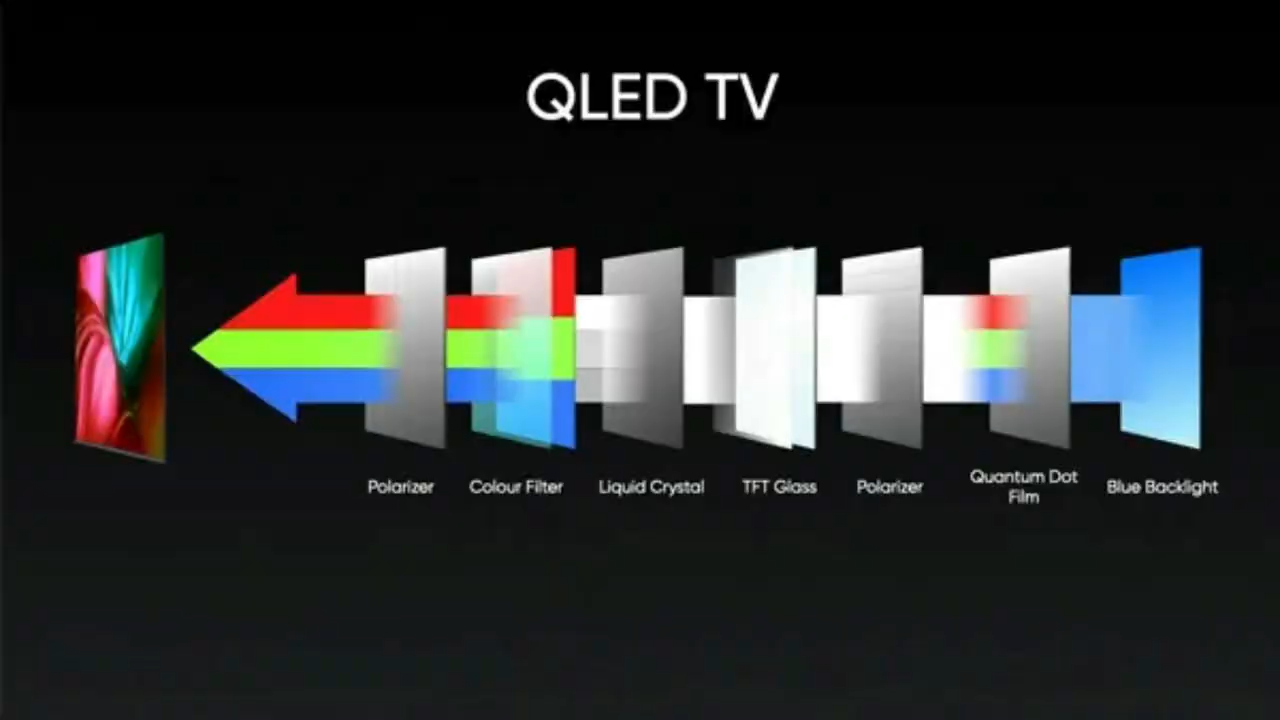 QLED TV
Polarizer
Colour Filter
Liquid Crystal
TFT Glass
Polarizer
Quantum Dot
Film
Blue Backlight